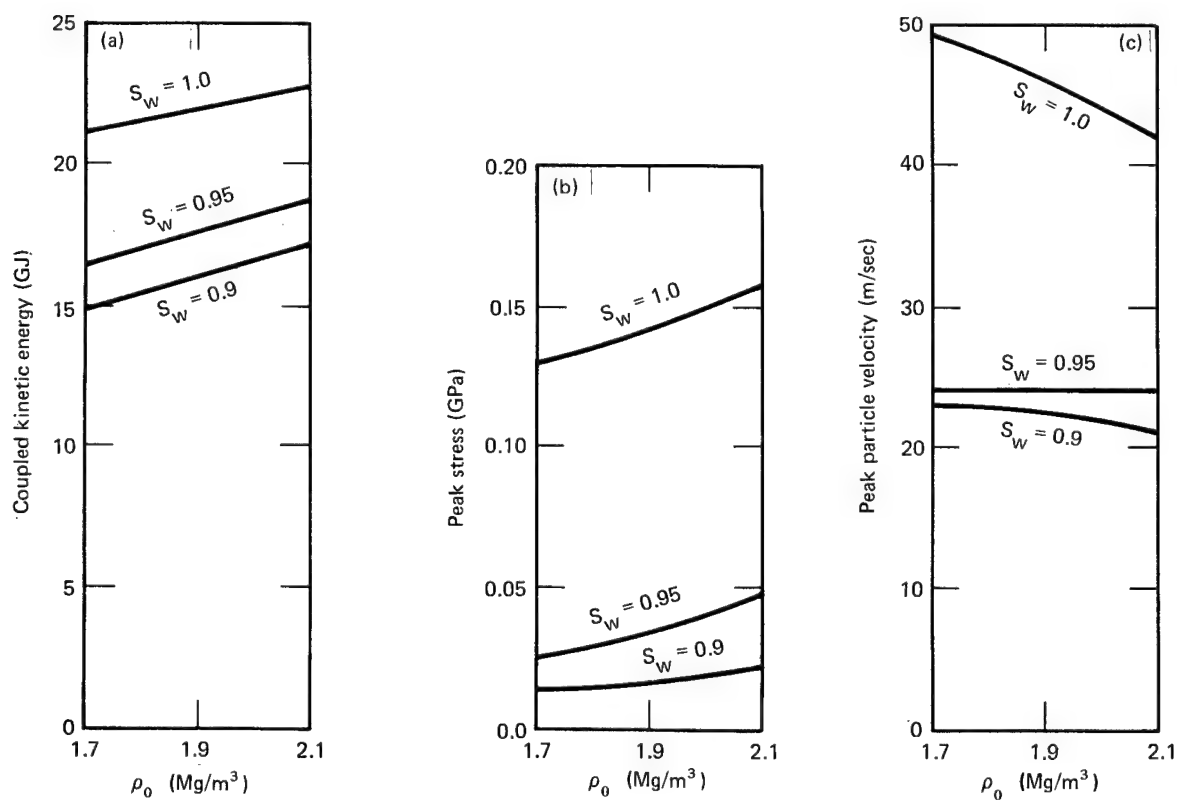 (a)
25
20
15
10
5
0
Coupled kinetic energy (GJ)
S_w = 1.0
S_w = 0.95
S_w = 0.9
1.7 1.9 2.1
ρ₀ (Mg/m³)
(b)
0.20
0.15
0.10
0.05
0.0
Peak stress (GPa)
S_w = 1.0
S_w = 0.95
S_w = 0.9
1.7 1.9 2.1
ρ₀ (Mg/m³)
(c)
50
40
30
20
10
0
Peak particle velocity (m/sec)
S_w = 1.0
S_w = 0.95
S_w = 0.9
1.7 1.9 2.1
ρ₀ (Mg/m³)